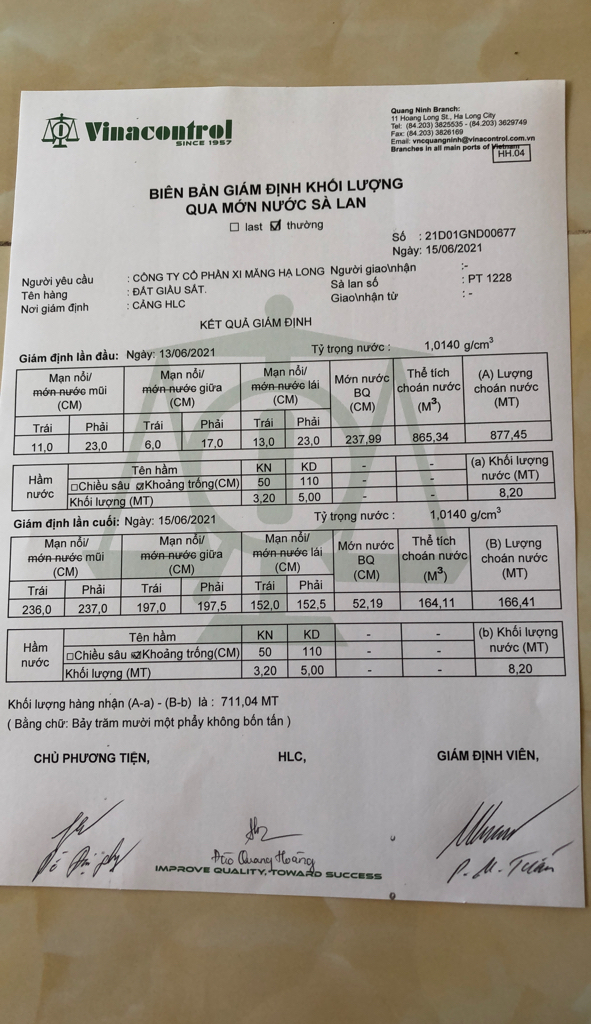 Vinacontrol
SINCE 1957
Quang Ninh Branch:
11 Hoang Long St., Ha Long City
Tel: (84.203) 3825535 - (84.203) 3629749
Fax: (84.203) 3826169
Email: vncquangninh@vinacontrol.com.vn
Branches in all main ports of Vietnam
HH.04
BIÊN BẢN GIÁM ĐỊNH KHỐI LƯỢNG
QUA MỚN NƯỚC SÀ LAN
☐ last ☑ thường
Số : 21D01GND00677
Ngày: 15/06/2021
Người yêu cầu : CÔNG TY CỔ PHẦN XI MĂNG HẠ LONG Người giao\nhận :-
Tên hàng : ĐẤT GIÀU SẮT. Sà lan số : PT 1228
Nơi giám định : CẢNG HLC Giao\nhận từ : -
KẾT QUẢ GIÁM ĐỊNH
Giám định lần đầu: Ngày: 13/06/2021 Tỷ trọng nước : 1,0140 g/cm³
Mạn nổi/ Mạn nổi/ Mạn nổi/ Mớn nước Thể tích (A) Lượng
mớn nước mũi mớn nước giữa mớn nước lái BQ choán nước choán nước
(CM) (CM) (CM) (CM) (M³) (MT)
Trái Phải Trái Phải Trái Phải
11,0 23,0 6,0 17,0 13,0 23,0 237,99 865,34 877,45
Hầm nước Tên hầm KN KD - - (a) Khối lượng nước (MT)
☐Chiều sâu ☑Khoảng trống(CM) 50 110 - -
Khối lượng (MT) 3,20 5,00 - - 8,20
Giám định lần cuối: Ngày: 15/06/2021 Tỷ trọng nước : 1,0140 g/cm³
Mạn nổi/ Mạn nổi/ Mạn nổi/ Mớn nước Thể tích (B) Lượng
mớn nước mũi mớn nước giữa mớn nước lái BQ choán nước choán nước
(CM) (CM) (CM) (CM) (M³) (MT)
Trái Phải Trái Phải Trái Phải
236,0 237,0 197,0 197,5 152,0 152,5 52,19 164,11 166,41
Hầm nước Tên hầm KN KD - - (b) Khối lượng nước (MT)
☐Chiều sâu ☑Khoảng trống(CM) 50 110 - -
Khối lượng (MT) 3,20 5,00 - - 8,20
Khối lượng hàng nhận (A-a) - (B-b) là : 711,04 MT
( Bằng chữ: Bảy trăm mười một phẩy không bốn tấn )
CHỦ PHƯƠNG TIỆN, HLC, GIÁM ĐỊNH VIÊN,
Đào Quang Hoàng
P. M. Tuấn
IMPROVE QUALITY, TOWARD SUCCESS